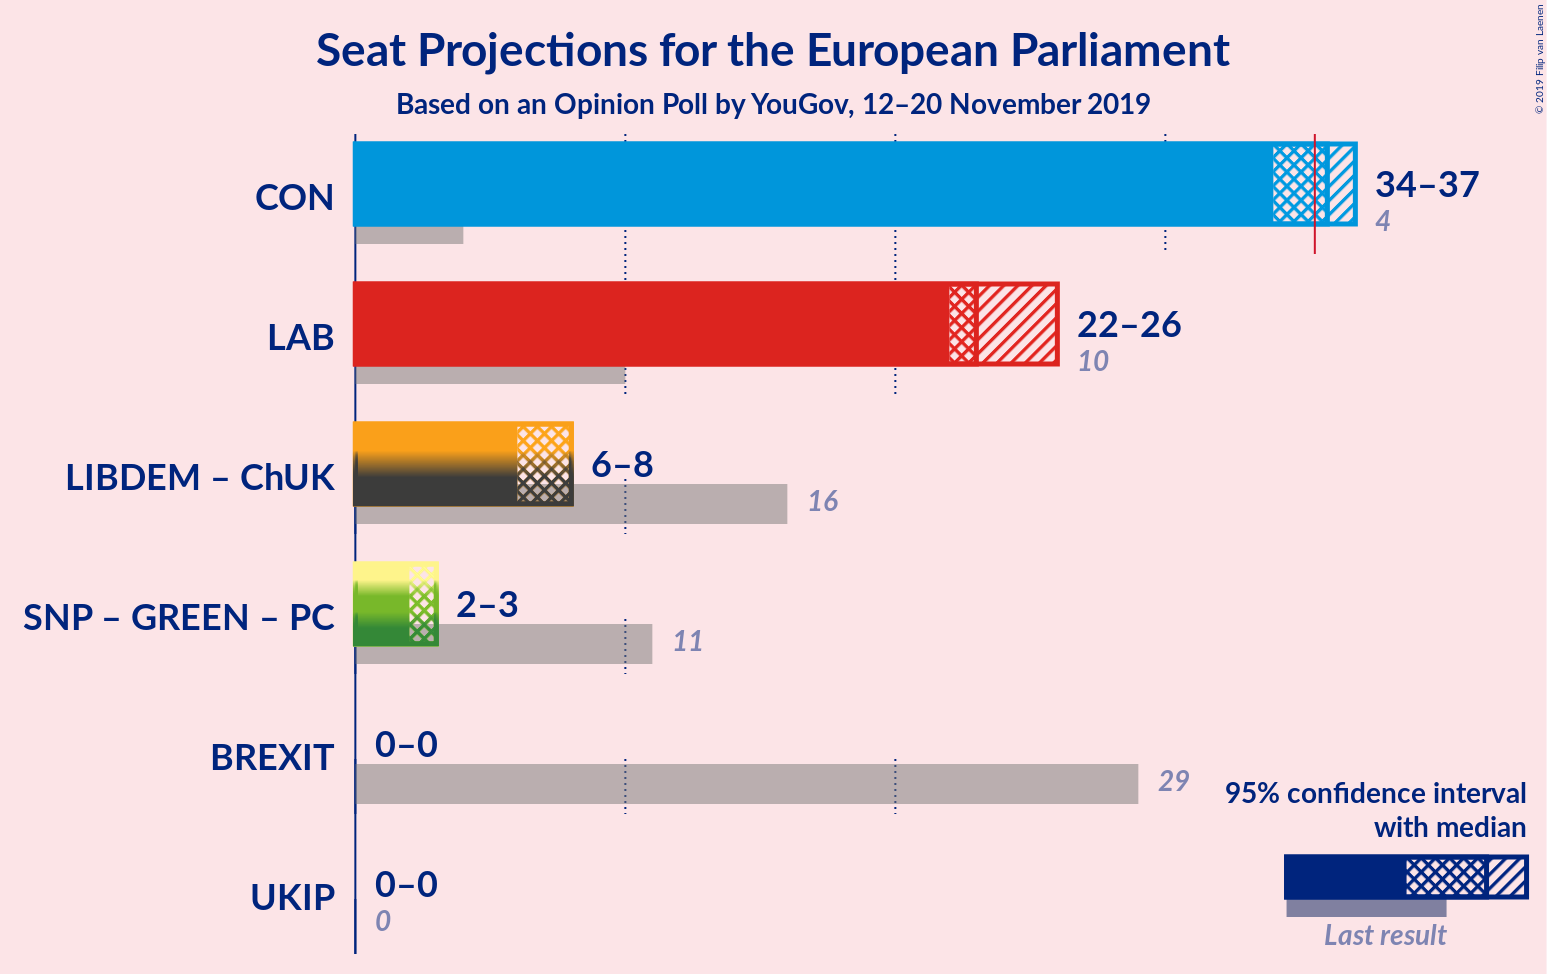 Seat Projections for the European Parliament
Based on an Opinion Poll by YouGov, 12–20 November 2019
© 2019 Filip van Laenen
CON
34–37
4
LAB
22–26
10
LIBDEM – ChUK
6–8
16
SNP – GREEN – PC
2–3
11
BREXIT
0–0
29
UKIP
0–0
0
95% confidence interval
with median
Last result